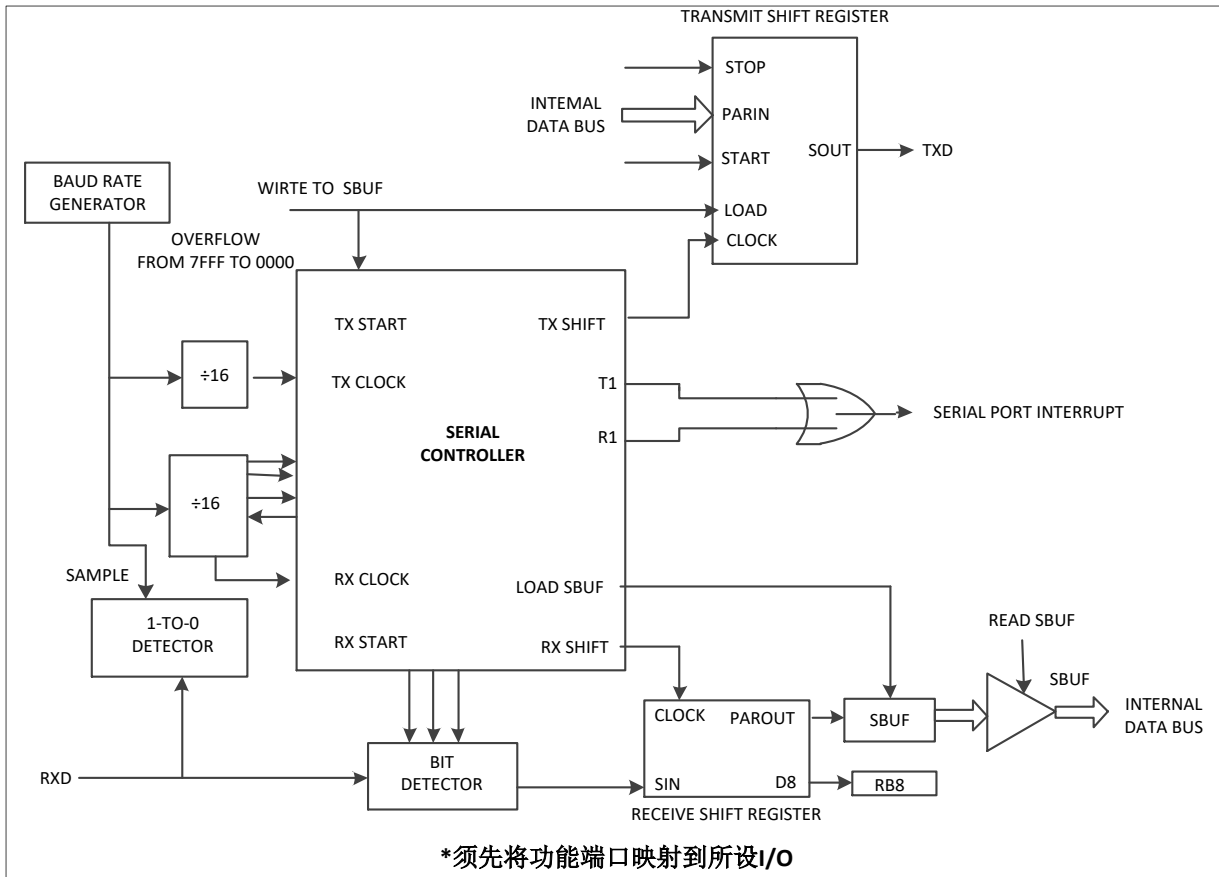 TRANSMIT SHIFT REGISTER
STOP
INTEMAL
DATA BUS
PARIN
START
SOUT
TXD
BAUD RATE
GENERATOR
WIRTE TO SBUF
LOAD
CLOCK
OVERFLOW
FROM 7FFF TO 0000
TX START
TX SHIFT
÷16
TX CLOCK
T1
SERIAL PORT INTERRUPT
R1
SERIAL
CONTROLLER
÷16
SAMPLE
RX CLOCK
LOAD SBUF
1-TO-0
DETECTOR
RX START
RX SHIFT
READ SBUF
SBUF
CLOCK
PAROUT
SBUF
INTERNAL
DATA BUS
RXD
BIT
DETECTOR
SIN
D8
RB8
RECEIVE SHIFT REGISTER
*须先将功能端口映射到所设I/O